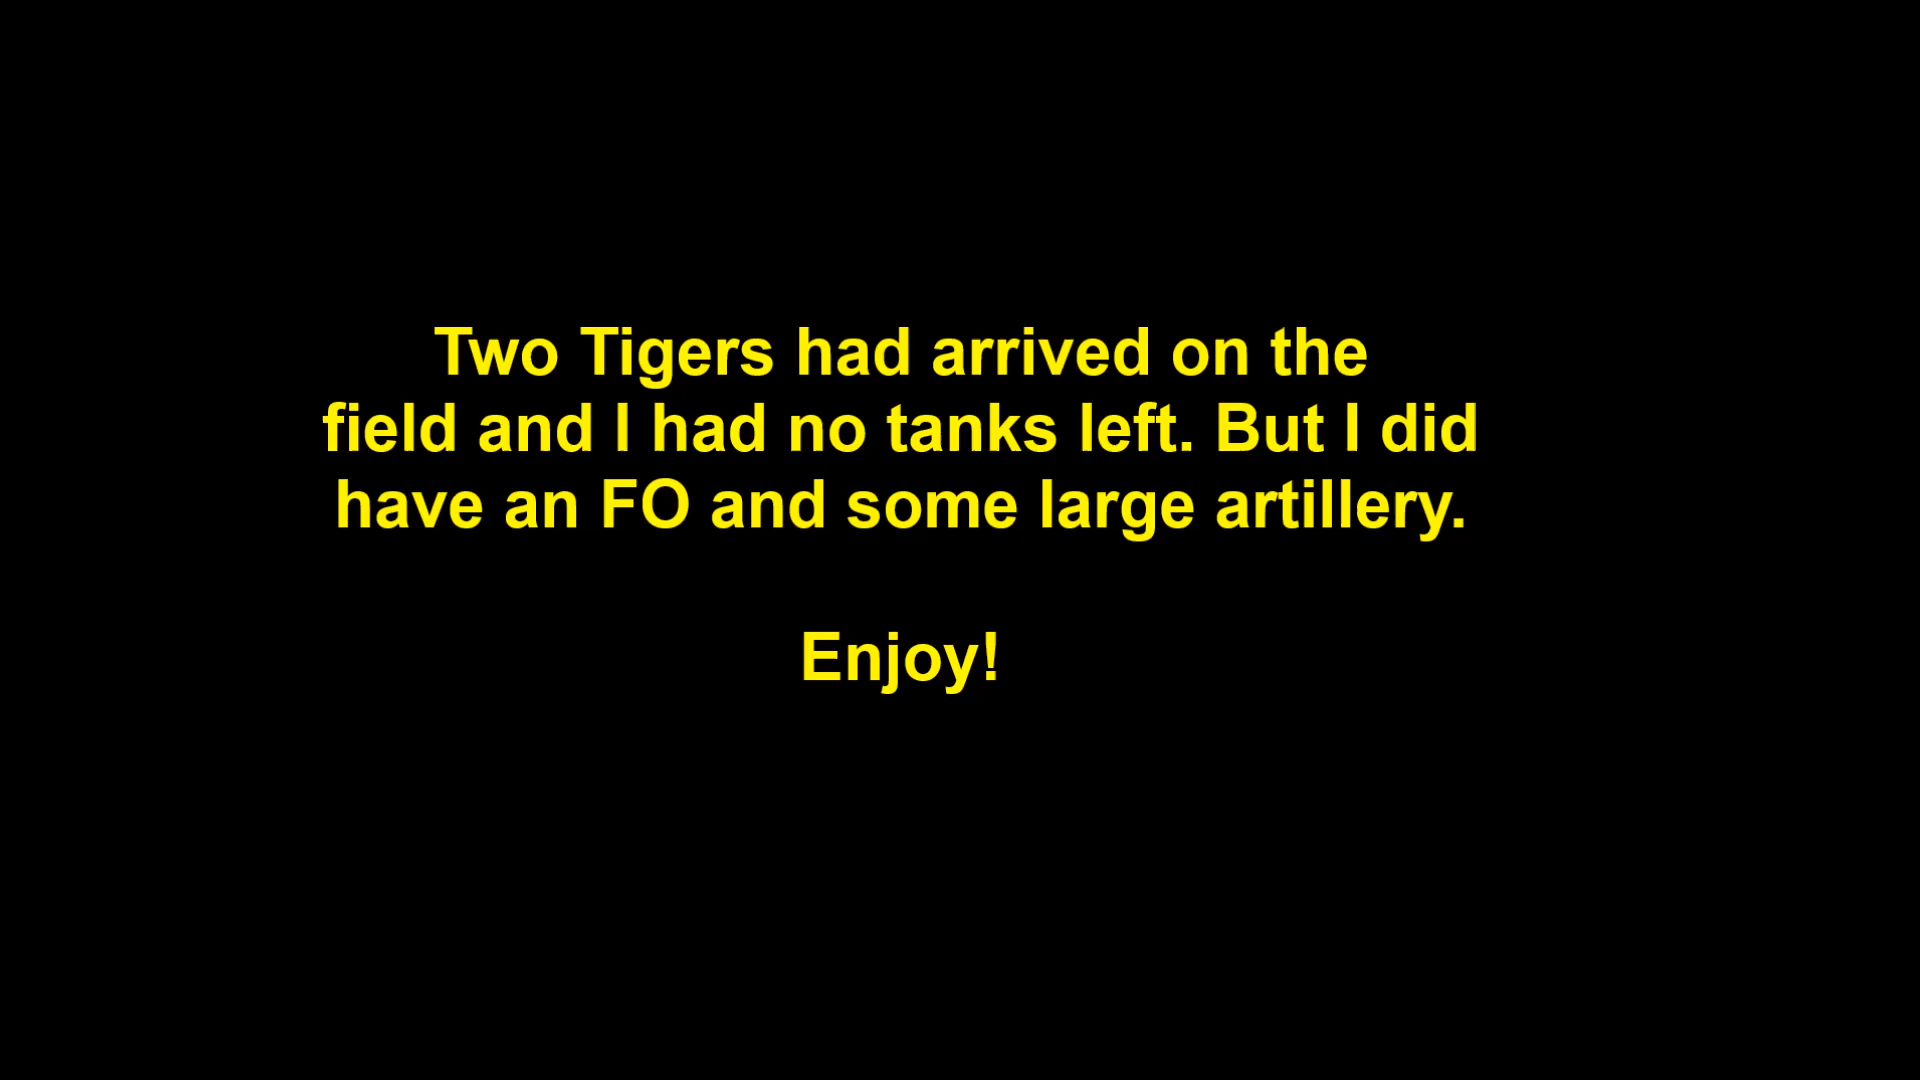 Two Tigers had arrived on the
field and I had no tanks left. But I did
have an FO and some large artillery.
Enjoy!